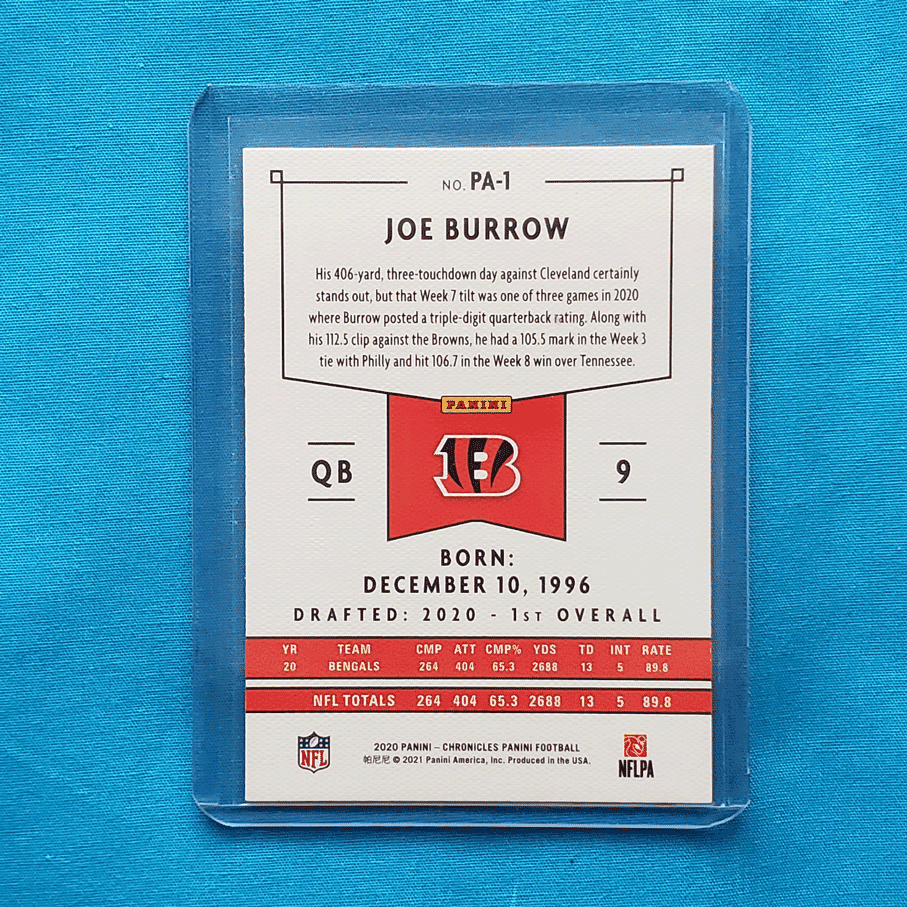 NO. PA-1
JOE BURROW
His 406-yard, three-touchdown day against Cleveland certainly
stands out, but that Week 7 tilt was one of three games in 2020
where Burrow posted a triple-digit quarterback rating. Along with
his 112.5 clip against the Browns, he had a 105.5 mark in the Week 3
tie with Philly and hit 106.7 in the Week 8 win over Tennessee.
PANINI
QB B 9
BORN:
DECEMBER 10, 1996
DRAFTED: 2020 - 1ST OVERALL
YR TEAM CMP ATT CMP% YDS TD INT RATE
20 BENGALS 264 404 65.3 2688 13 5 89.8
NFL TOTALS 264 404 65.3 2688 13 5 89.8
NFL
2020 PANINI – CHRONICLES PANINI FOOTBALL
帕尼尼 © 2021 Panini America, Inc. Produced in the USA.
NFLPA